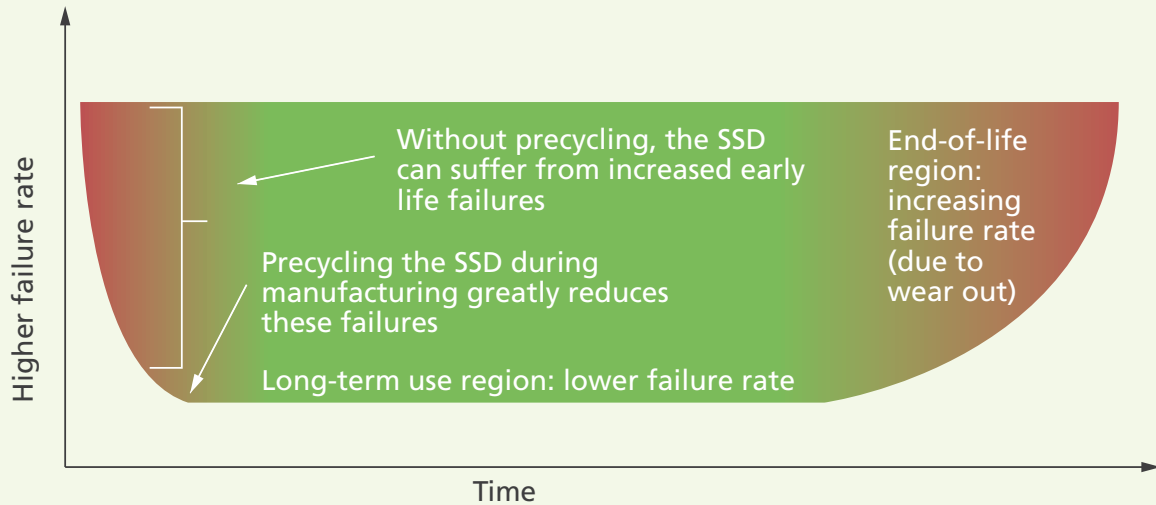 Higher failure rate
Without precycling, the SSD
can suffer from increased early
life failures
Precycling the SSD during
manufacturing greatly reduces
these failures
Long-term use region: lower failure rate
End-of-life
region:
increasing
failure rate
(due to
wear out)
Time